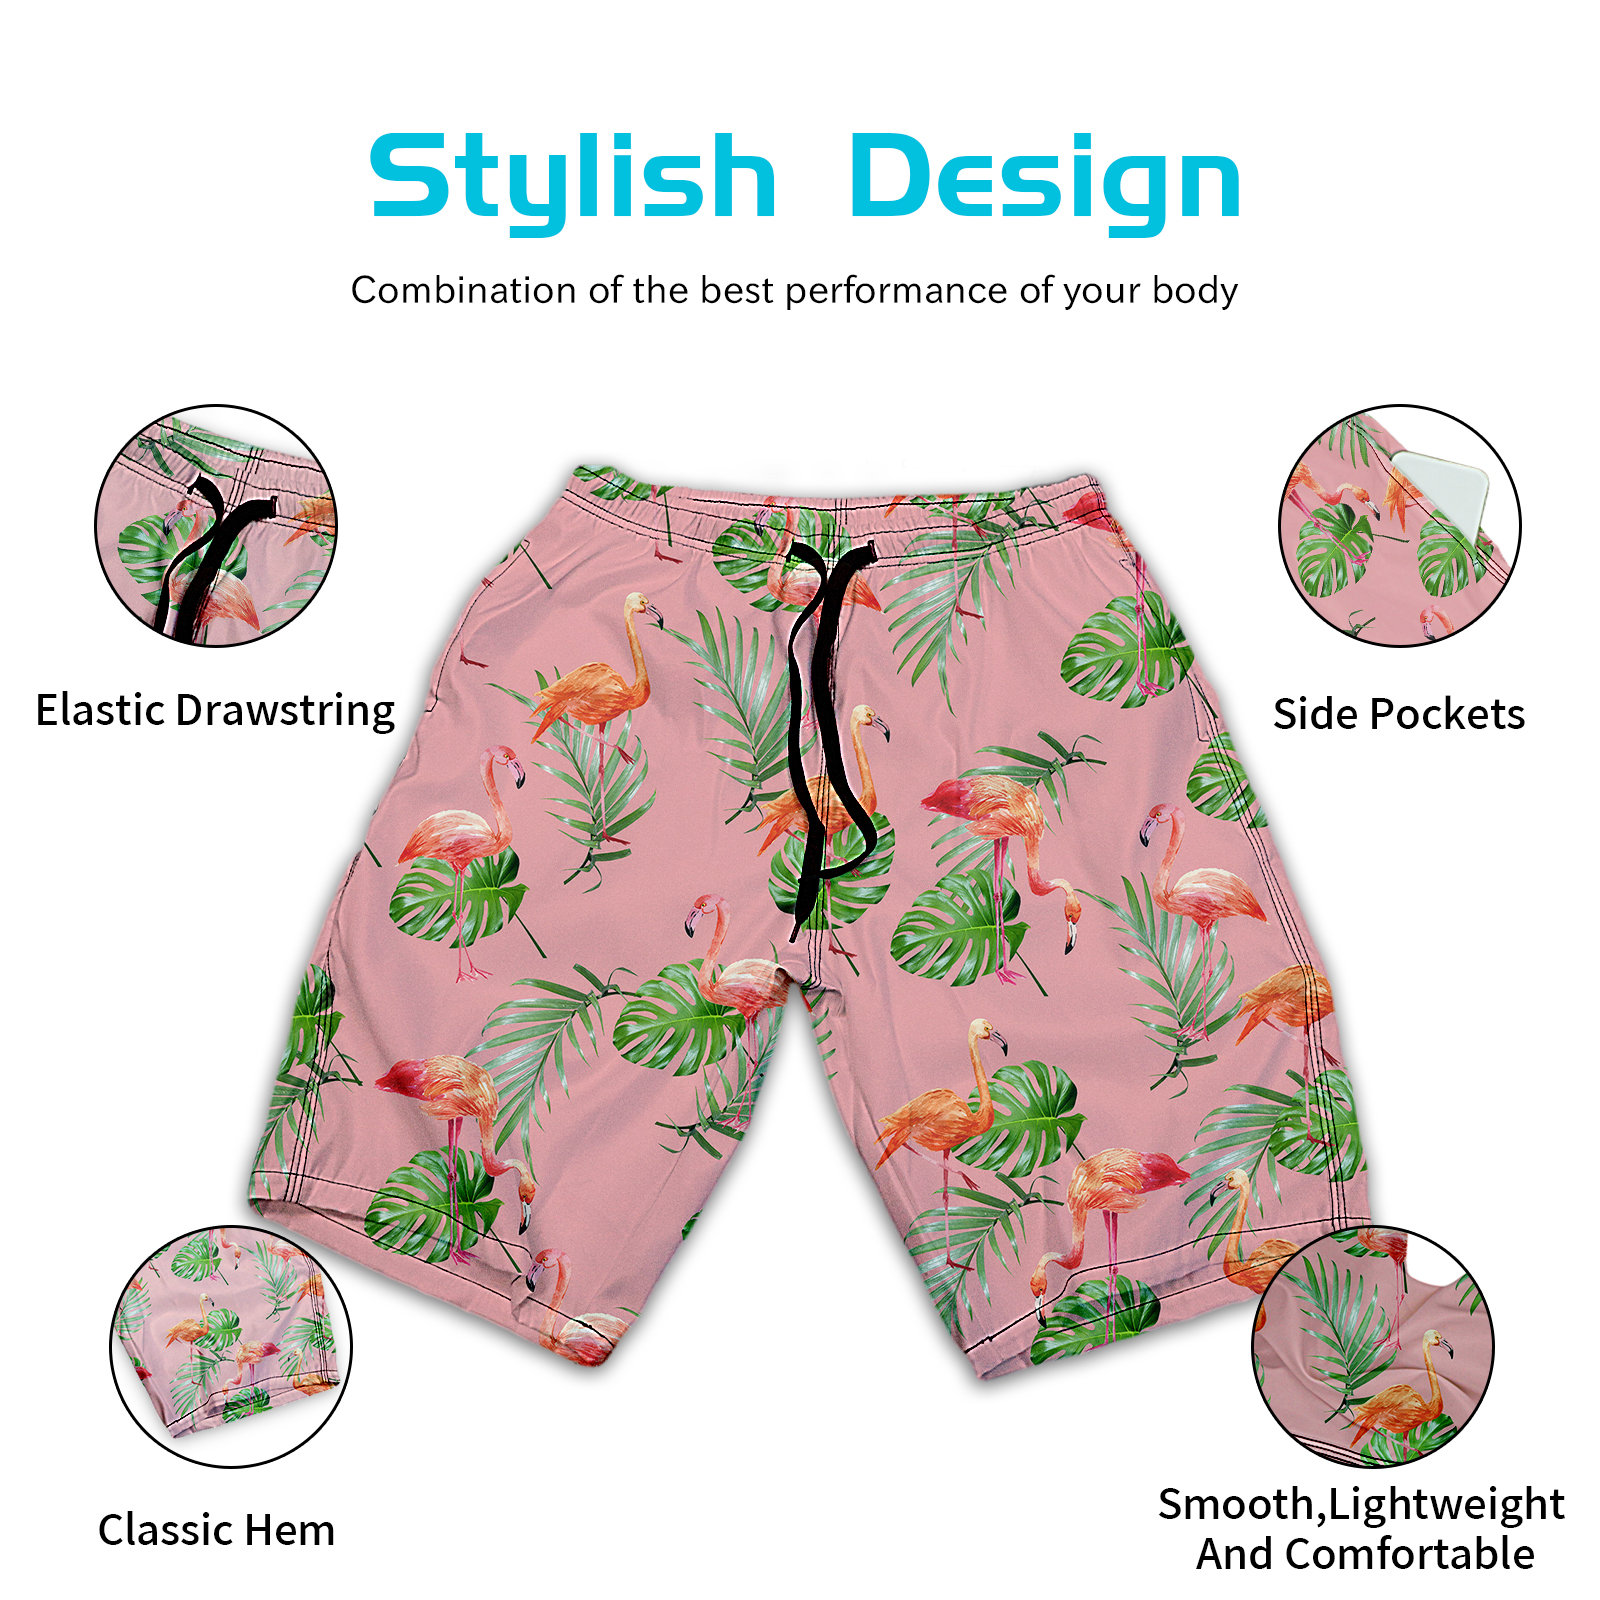 Stylish Design
Combination of the best performance of your body
Elastic Drawstring
Side Pockets
Classic Hem
Smooth,Lightweight
And Comfortable